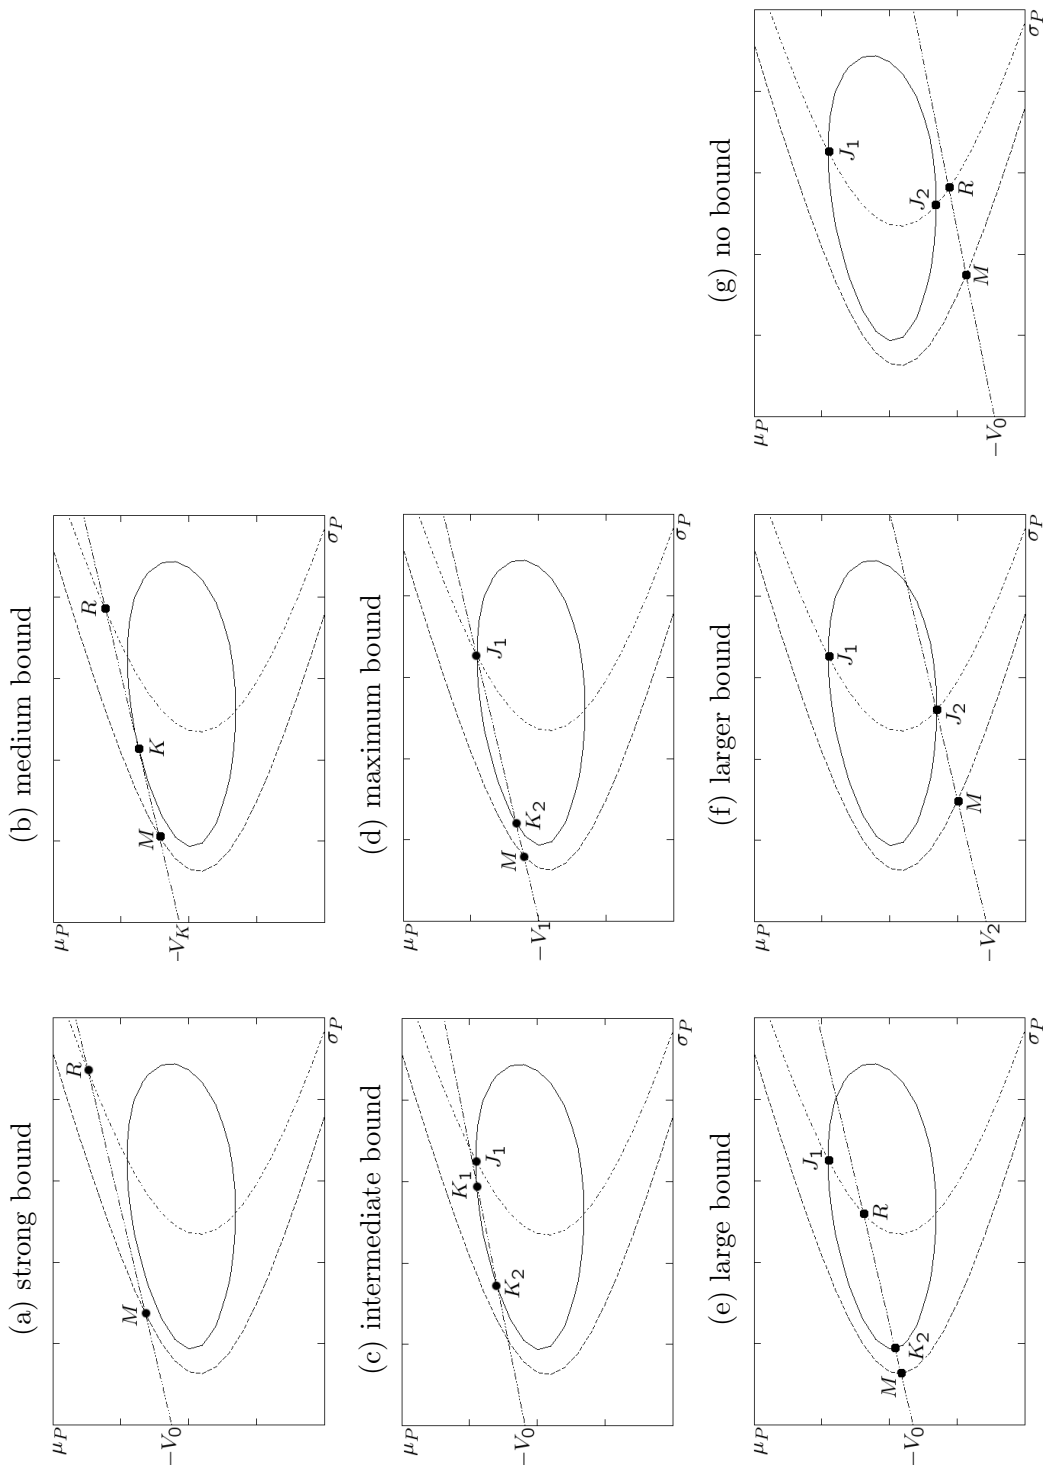 (a) strong bound
μP
−V0
M
R
σP
(b) medium bound
μP
−VK
M
K
R
σP
(c) intermediate bound
μP
−V0
K2
K1
J1
σP
(d) maximum bound
μP
−V1
M
K2
J1
σP
(e) large bound
μP
−V0
M
K2
R
J1
σP
(f) larger bound
μP
−V2
M
J2
J1
σP
(g) no bound
μP
−V0
M
J2
R
J1
σP